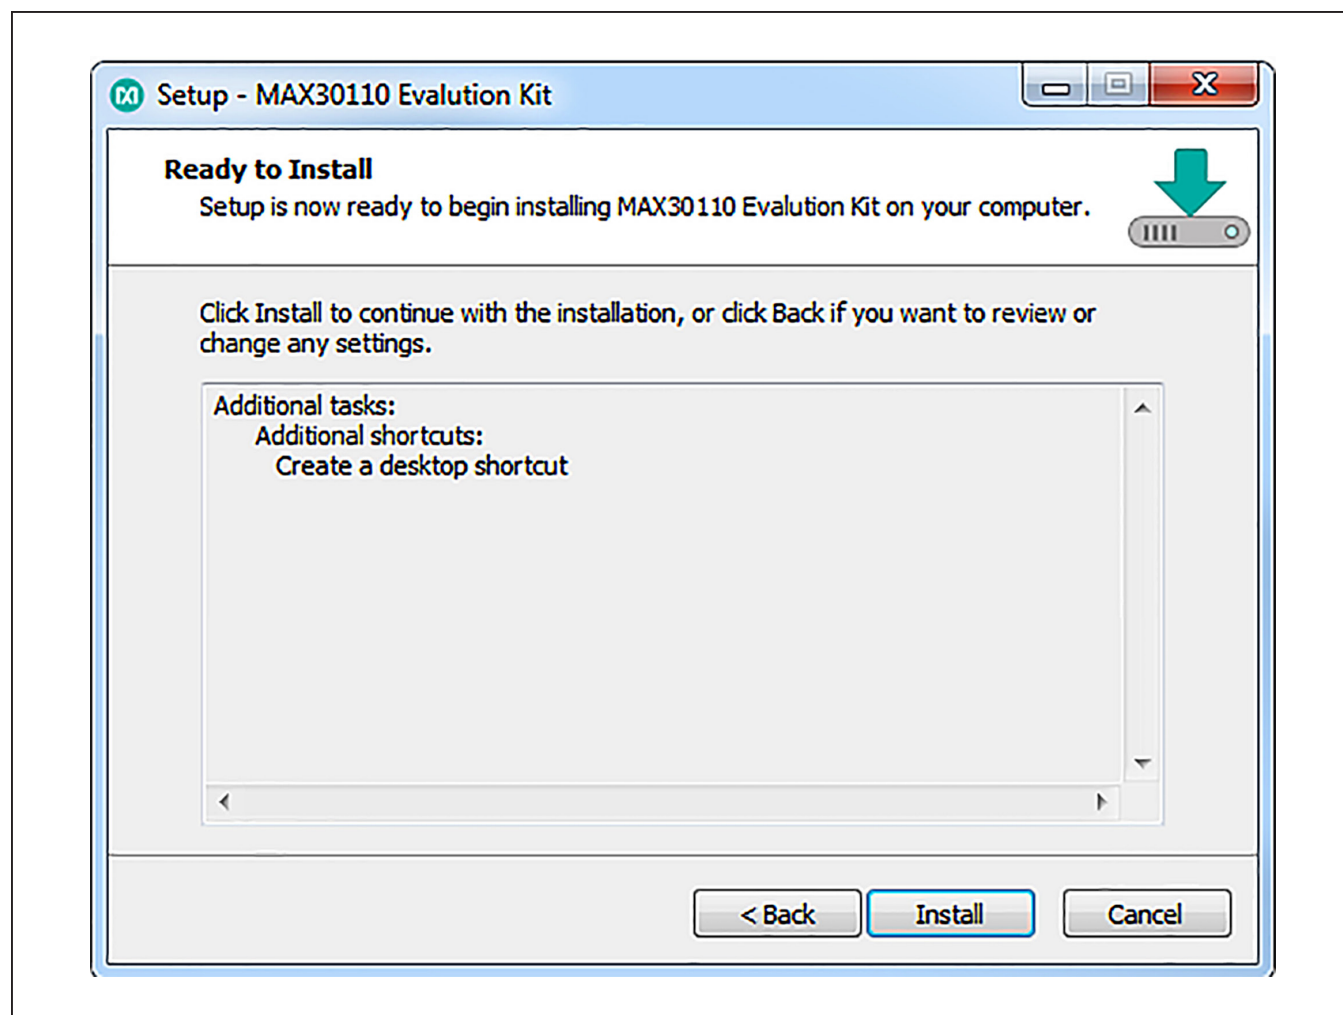 Setup - MAX30110 Evalution Kit
Ready to Install
Setup is now ready to begin installing MAX30110 Evalution Kit on your computer.
Click Install to continue with the installation, or click Back if you want to review or
change any settings.
Additional tasks:
Additional shortcuts:
Create a desktop shortcut
< Back
Install
Cancel